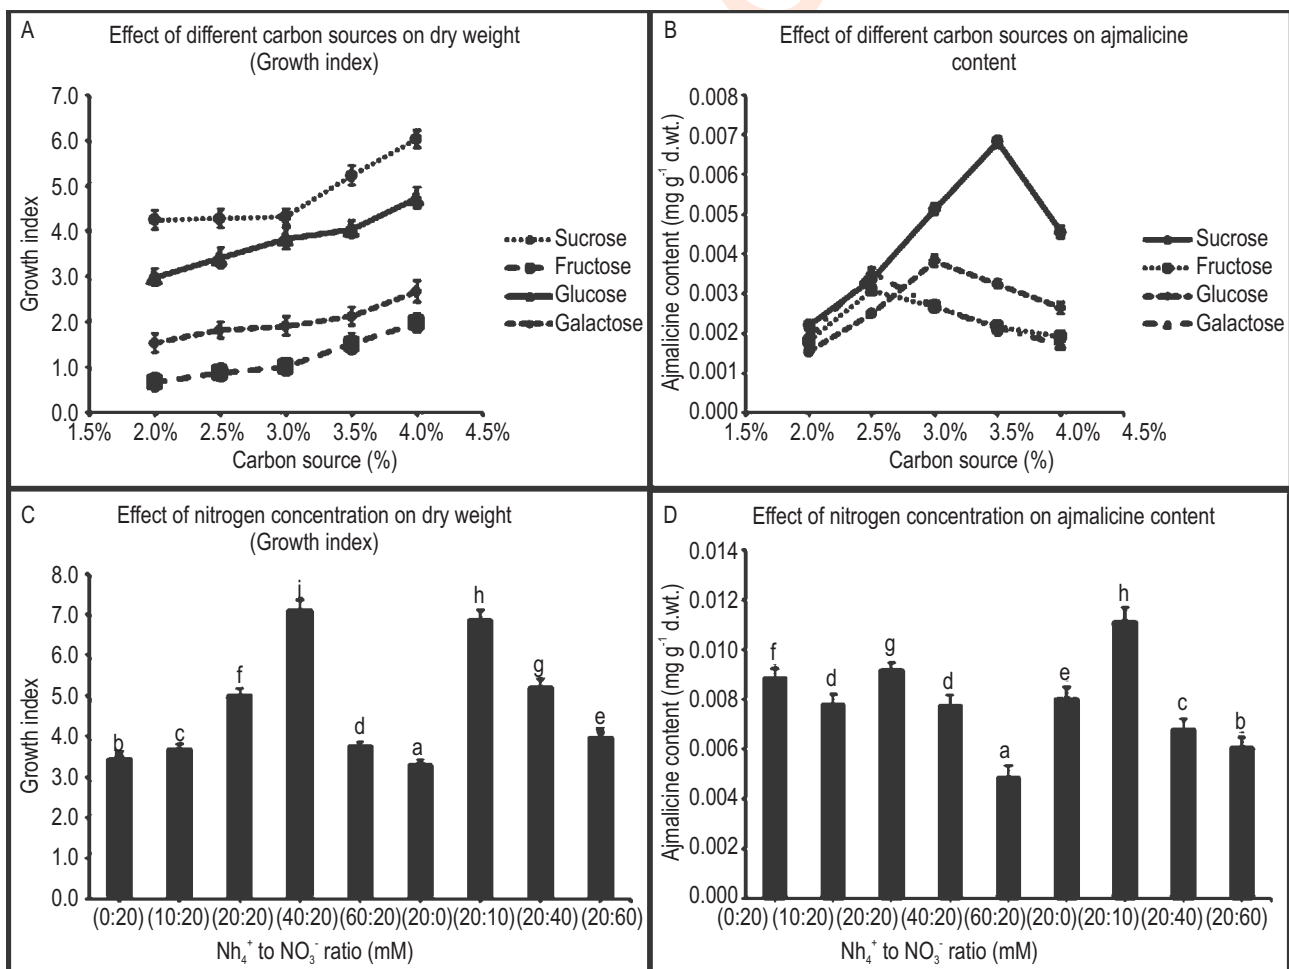 A
Effect of different carbon sources on dry weight
(Growth index)
7.0
6.0
5.0
4.0
3.0
2.0
1.0
0.0
Growth index
1.5% 2.0% 2.5% 3.0% 3.5% 4.0% 4.5%
Carbon source (%)
Sucrose
Fructose
Glucose
Galactose
B
Effect of different carbon sources on ajmalicine
content
0.008
0.007
0.006
0.005
0.004
0.003
0.002
0.001
0.000
Ajmalicine content (mg g⁻¹ d.wt.)
1.5% 2.0% 2.5% 3.0% 3.5% 4.0% 4.5%
Carbon source (%)
Sucrose
Fructose
Glucose
Galactose
C
Effect of nitrogen concentration on dry weight
(Growth index)
8.0
7.0
6.0
5.0
4.0
3.0
2.0
1.0
0.0
Growth index
b c f i d a h g e
(0:20) (10:20) (20:20) (40:20) (60:20) (20:0) (20:10) (20:40) (20:60)
Nh₄⁺ to NO₃⁻ ratio (mM)
D
Effect of nitrogen concentration on ajmalicine content
0.014
0.012
0.010
0.008
0.006
0.004
0.002
0.000
Ajmalicine content (mg g⁻¹ d.wt.)
f d g d a e h c b
(0:20) (10:20) (20:20) (40:20) (60:20) (20:0) (20:10) (20:40) (20:60)
Nh₄⁺ to NO₃⁻ ratio (mM)